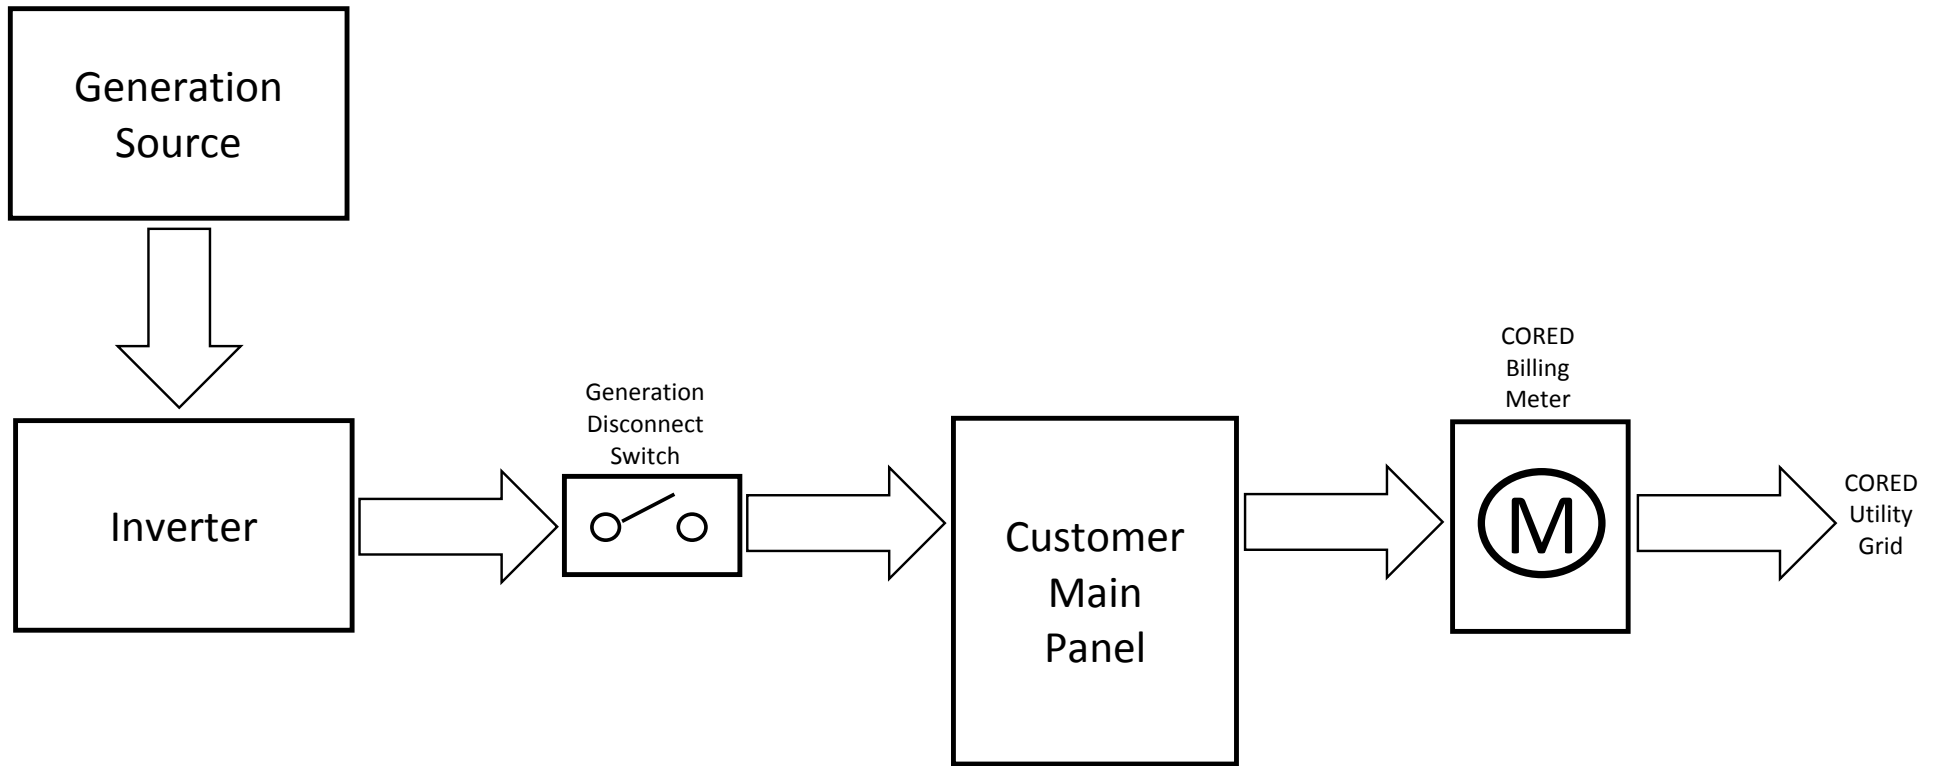 Generation
Source
Inverter
Generation
Disconnect
Switch
Customer
Main
Panel
CORED
Billing
Meter
M
CORED
Utility
Grid